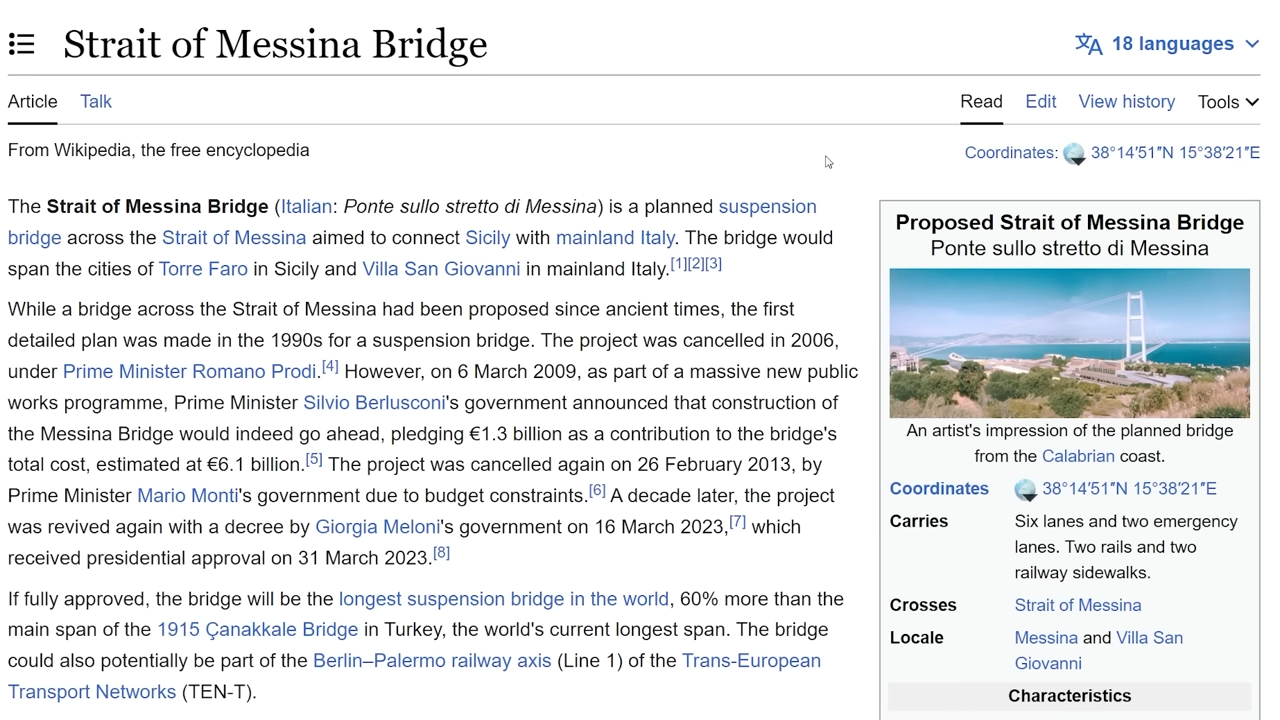 Strait of Messina Bridge
18 languages
Article Talk
Read Edit View history Tools
From Wikipedia, the free encyclopedia
Coordinates: 38°14′51″N 15°38′21″E
The Strait of Messina Bridge (Italian: Ponte sullo stretto di Messina) is a planned suspension
bridge across the Strait of Messina aimed to connect Sicily with mainland Italy. The bridge would
span the cities of Torre Faro in Sicily and Villa San Giovanni in mainland Italy.[1][2][3]
While a bridge across the Strait of Messina had been proposed since ancient times, the first
detailed plan was made in the 1990s for a suspension bridge. The project was cancelled in 2006,
under Prime Minister Romano Prodi.[4] However, on 6 March 2009, as part of a massive new public
works programme, Prime Minister Silvio Berlusconi's government announced that construction of
the Messina Bridge would indeed go ahead, pledging €1.3 billion as a contribution to the bridge's
total cost, estimated at €6.1 billion.[5] The project was cancelled again on 26 February 2013, by
Prime Minister Mario Monti's government due to budget constraints.[6] A decade later, the project
was revived again with a decree by Giorgia Meloni's government on 16 March 2023,[7] which
received presidential approval on 31 March 2023.[8]
If fully approved, the bridge will be the longest suspension bridge in the world, 60% more than the
main span of the 1915 Çanakkale Bridge in Turkey, the world's current longest span. The bridge
could also potentially be part of the Berlin–Palermo railway axis (Line 1) of the Trans-European
Transport Networks (TEN-T).
Proposed Strait of Messina Bridge
Ponte sullo stretto di Messina
An artist's impression of the planned bridge
from the Calabrian coast.
Coordinates 38°14′51″N 15°38′21″E
Carries Six lanes and two emergency
lanes. Two rails and two
railway sidewalks.
Crosses Strait of Messina
Locale Messina and Villa San
Giovanni
Characteristics